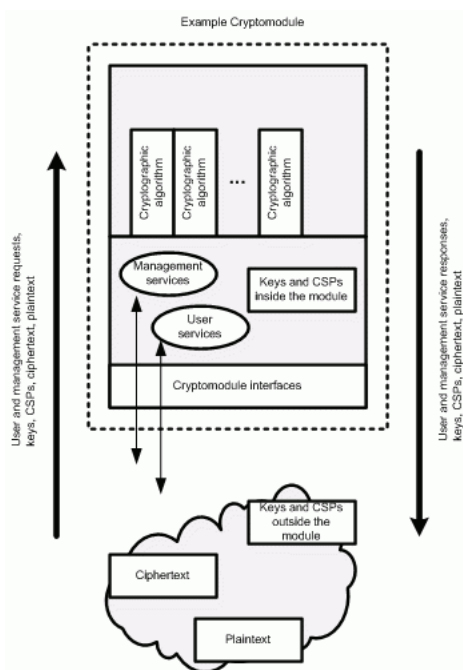 Example Cryptomodule
Cryptographic
algorithm
Cryptographic
algorithm
...
Cryptographic
algorithm
Management
services
Keys and CSPs
inside the module
User
services
Cryptomodule interfaces
User and management service requests,
keys, CSPs, ciphertext, plaintext
User and management service responses,
keys, CSPs, ciphertext, plaintext
Keys and CSPs
outside the
module
Ciphertext
Plaintext